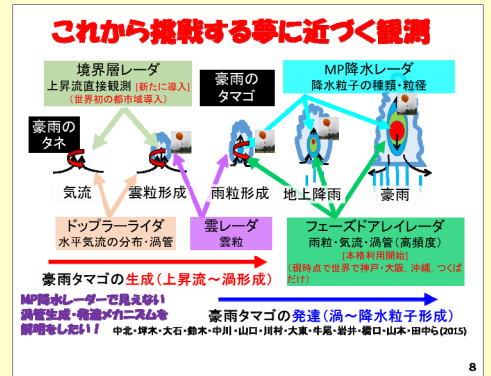 これから挑戦する夢に近づく観測
境界層レーダ
上昇流直接観測 [新たに導入]
(世界初の都市域導入)
豪雨の
タマゴ
MP降水レーダ
降水粒子の種類・粒径
豪雨の
タネ
気流
雲粒形成
雨粒形成
地上降雨
豪雨
ドップラーライダ
水平気流の分布・渦管
雲レーダ
雲粒
フェーズドアレイレーダ
雨粒・気流・渦管(高頻度)
[本格利用開始]
(現時点で世界で神戸・大阪, 沖縄, つくば
だけ)
豪雨タマゴの生成(上昇流~渦形成)
MP降水レーダーで見えない
渦管生成・発達メカニズムを
解明をしたい!
豪雨タマゴの発達(渦~降水粒子形成)
中北・坪木・大石・鈴木・中川・山口・川村・大東・牛尾・岩井・橋口・山本・田中ら(2015)
8